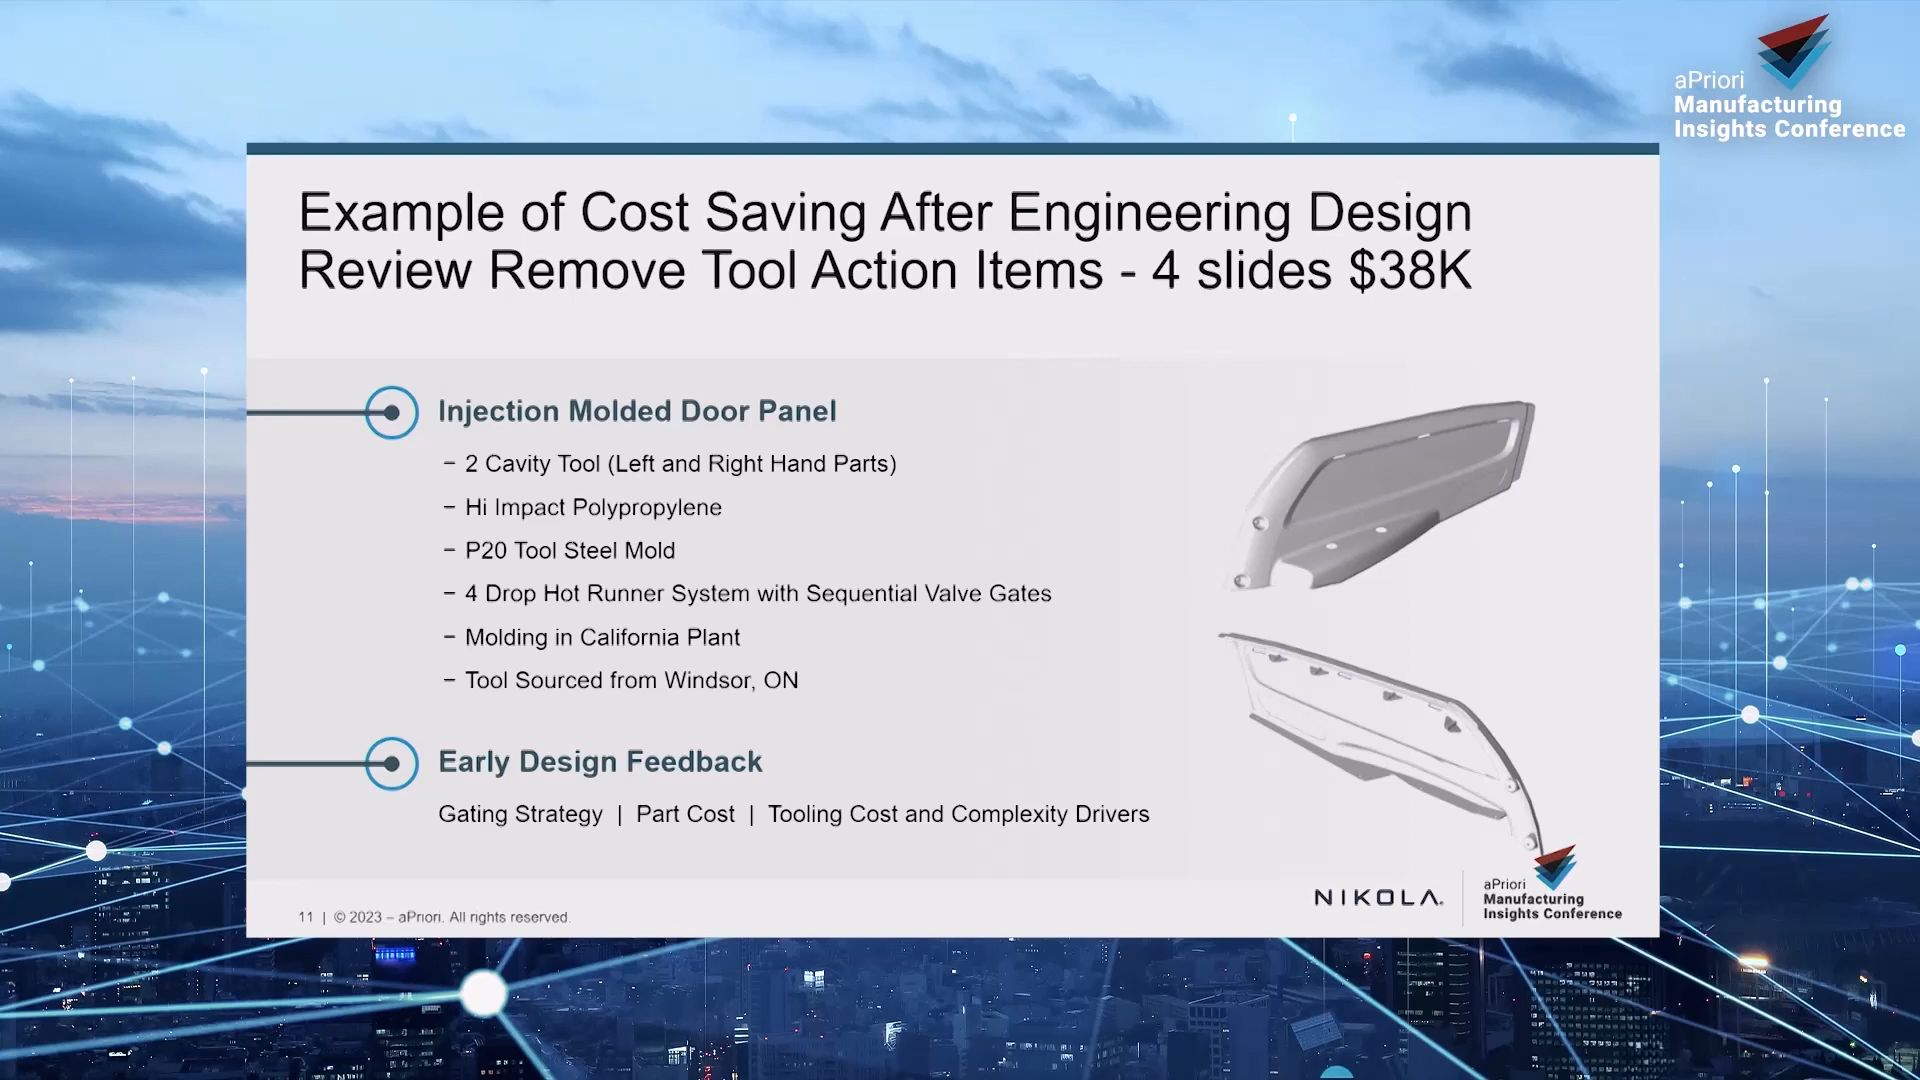 aPriori
Manufacturing
Insights Conference
Example of Cost Saving After Engineering Design
Review Remove Tool Action Items - 4 slides $38K
Injection Molded Door Panel
− 2 Cavity Tool (Left and Right Hand Parts)
− Hi Impact Polypropylene
− P20 Tool Steel Mold
− 4 Drop Hot Runner System with Sequential Valve Gates
− Molding in California Plant
− Tool Sourced from Windsor, ON
Early Design Feedback
Gating Strategy | Part Cost | Tooling Cost and Complexity Drivers
11 | © 2023 – aPriori. All rights reserved.
NIKOLA.
aPriori
Manufacturing
Insights Conference